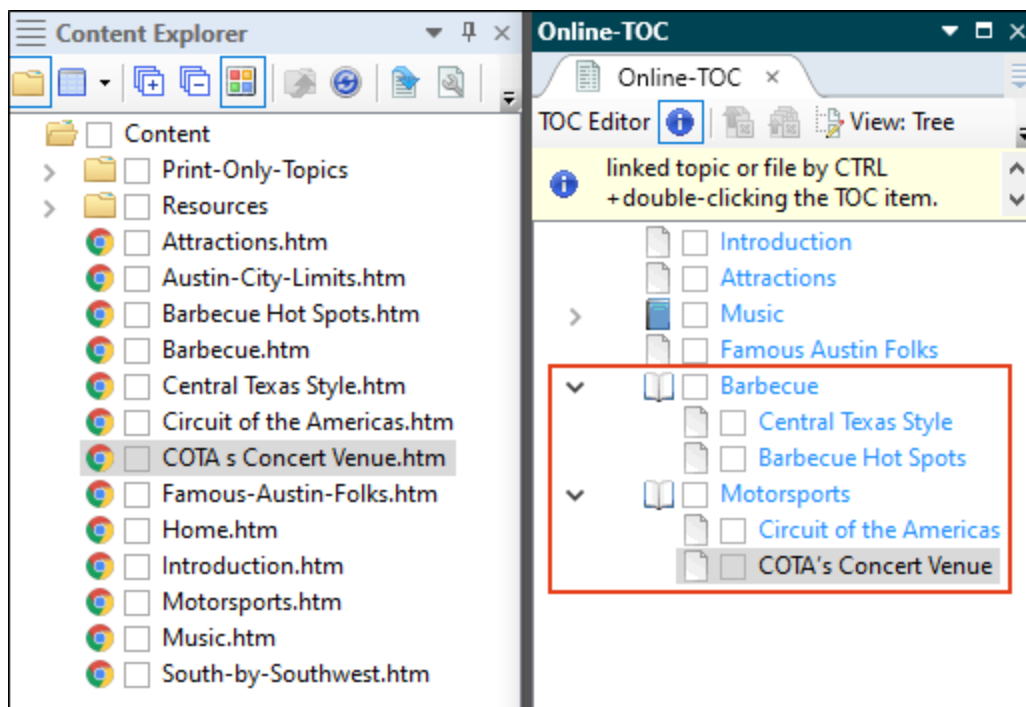 Content Explorer
Content
Print-Only-Topics
Resources
Attractions.htm
Austin-City-Limits.htm
Barbecue Hot Spots.htm
Barbecue.htm
Central Texas Style.htm
Circuit of the Americas.htm
COTA s Concert Venue.htm
Famous-Austin-Folks.htm
Home.htm
Introduction.htm
Motorsports.htm
Music.htm
South-by-Southwest.htm
Online-TOC
Online-TOC
TOC Editor View: Tree
linked topic or file by CTRL
+double-clicking the TOC item.
Introduction
Attractions
Music
Famous Austin Folks
Barbecue
Central Texas Style
Barbecue Hot Spots
Motorsports
Circuit of the Americas
COTA's Concert Venue